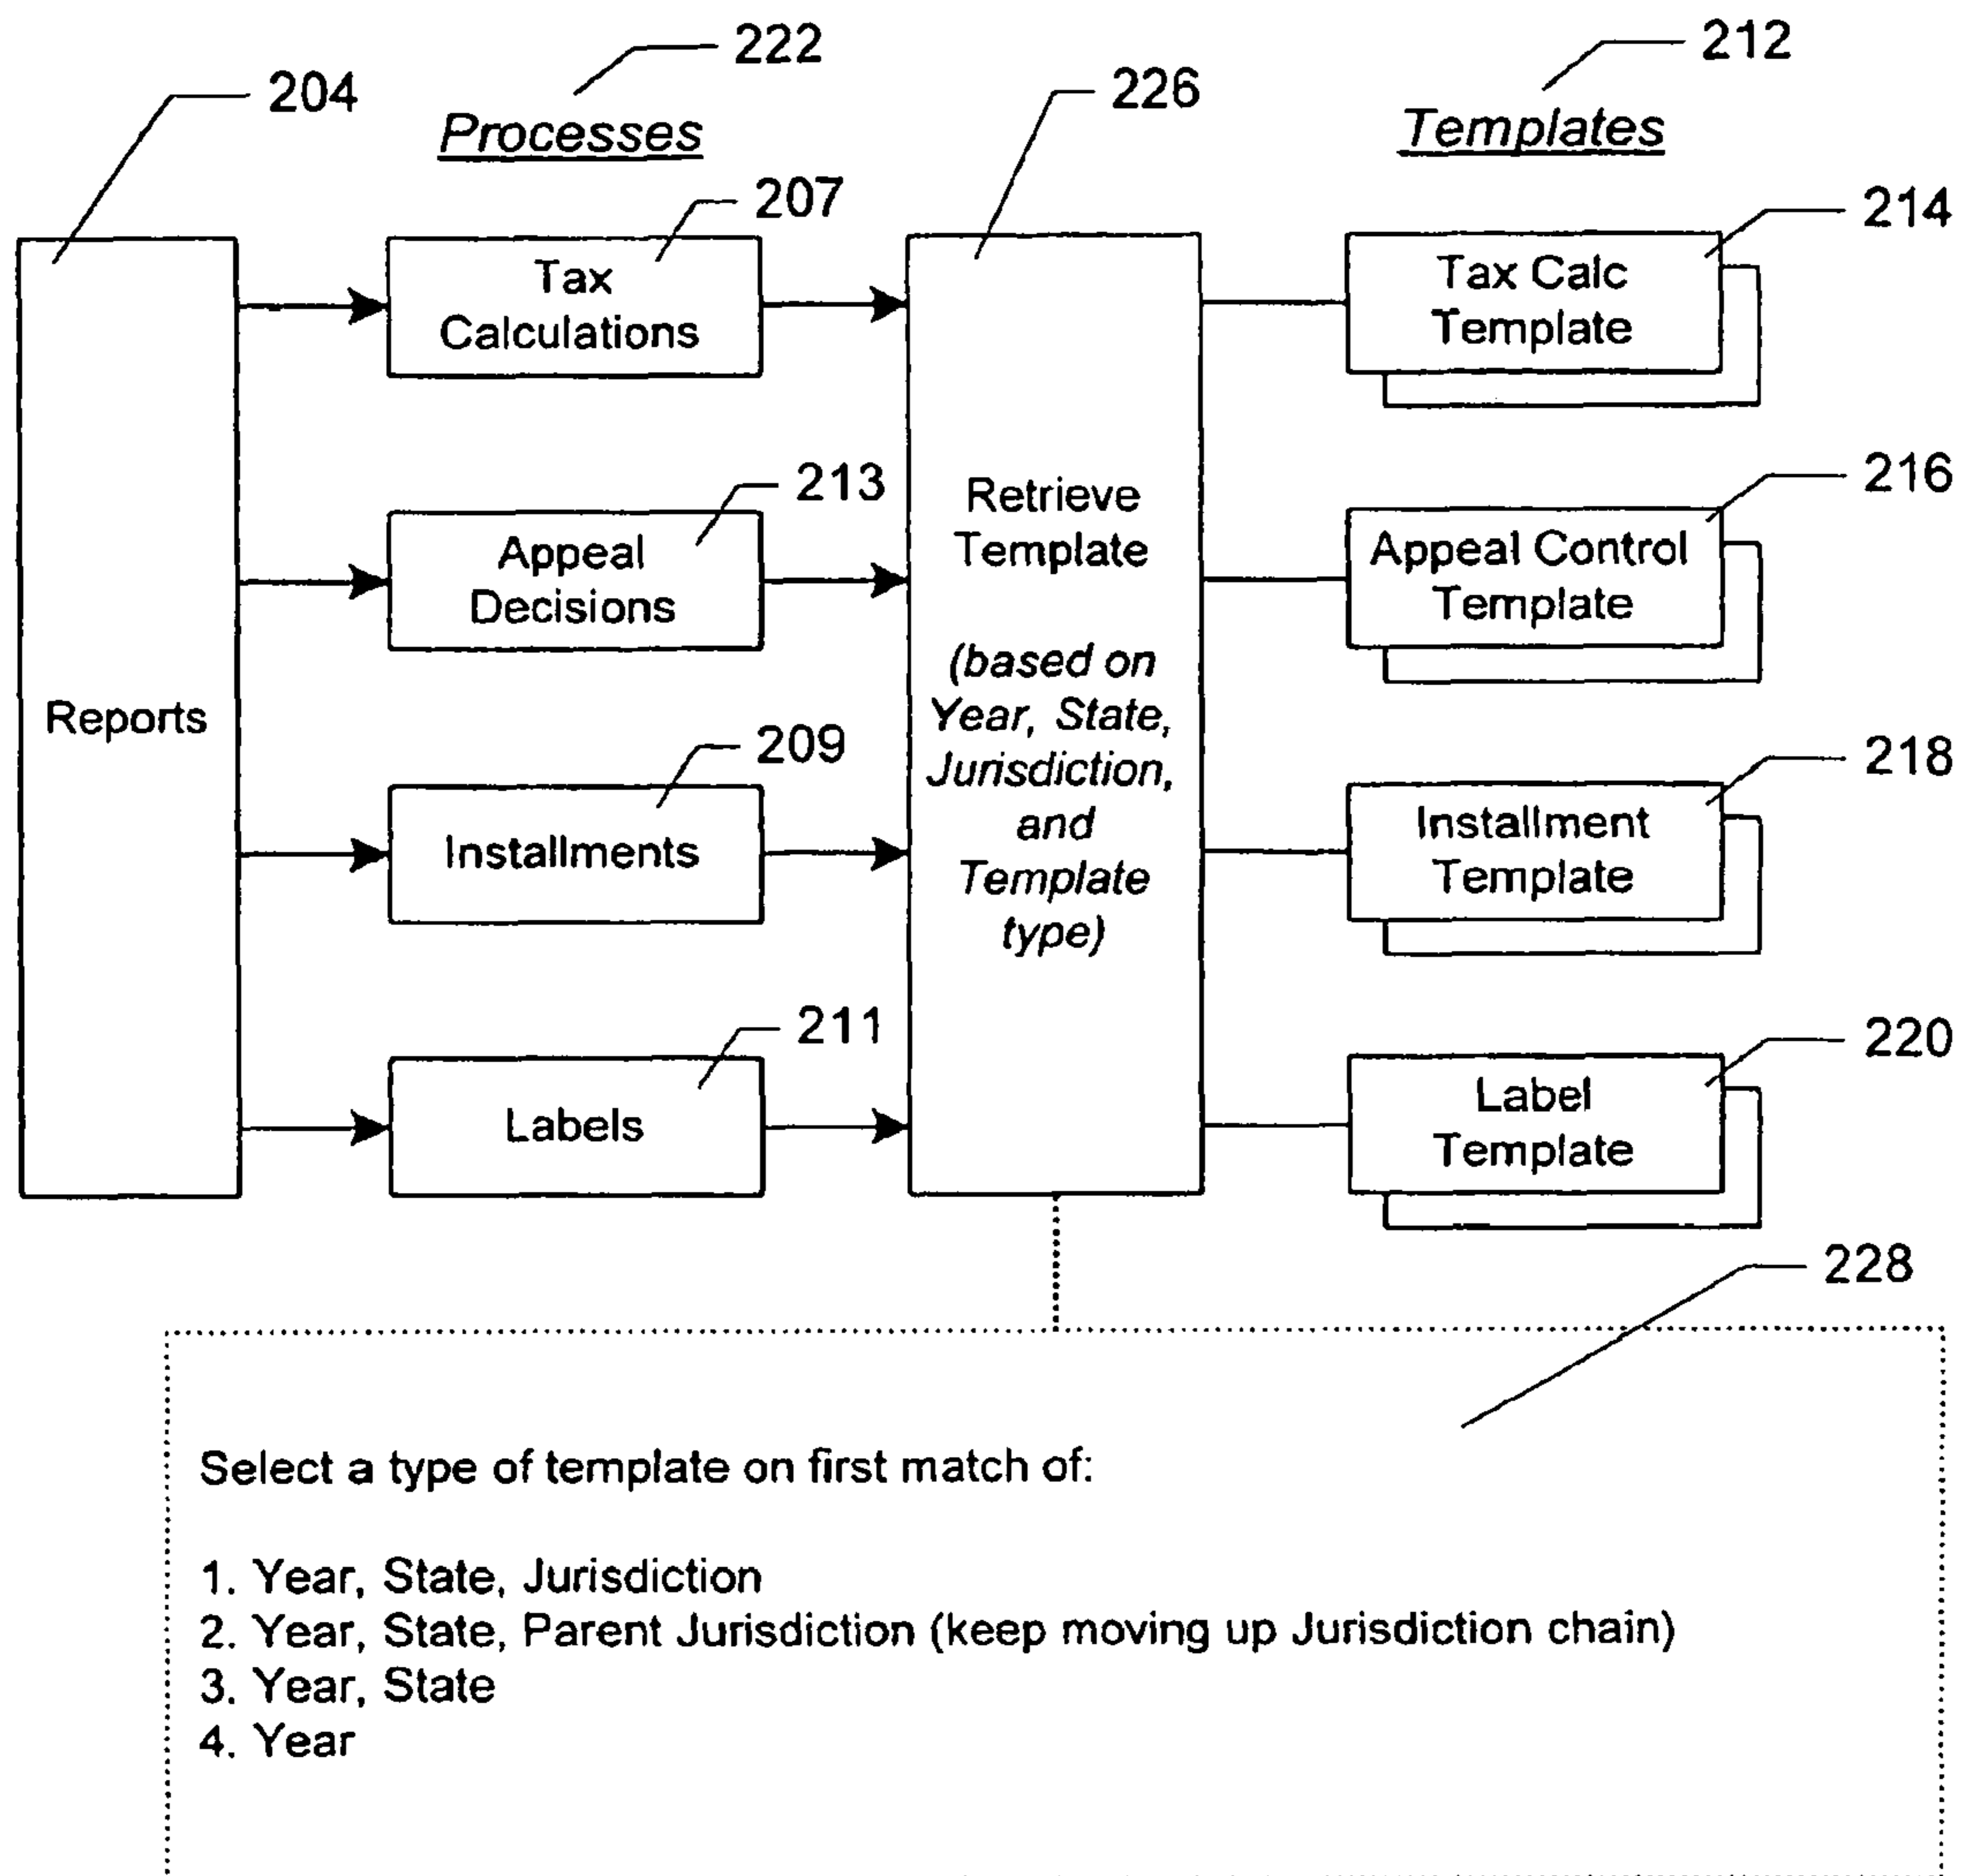 222
212
204
226
Processes
Templates
207
214
Reports
Tax
Calculations
213
Appeal
Decisions
209
Installments
211
Labels
Retrieve
Template
(based on
Year, State,
Jurisdiction,
and
Template
type)
Tax Calc
Template
216
Appeal Control
Template
218
Installment
Template
220
Label
Template
228
Select a type of template on first match of:
1. Year, State, Jurisdiction
2. Year, State, Parent Jurisdiction (keep moving up Jurisdiction chain)
3. Year, State
4. Year